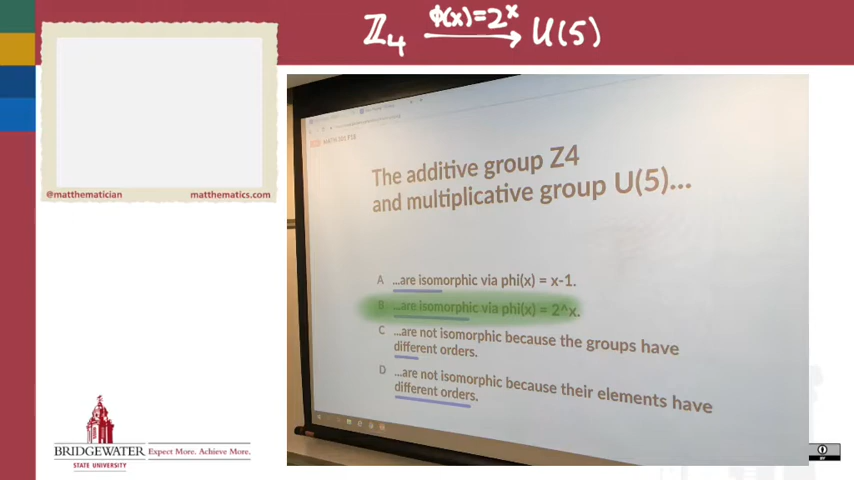 ℤ₄ ϕ(x)=2ˣ → U(5)
The additive group Z4
and multiplicative group U(5)...
A ...are isomorphic via phi(x) = x-1.
B ...are isomorphic via phi(x) = 2^x.
C ...are not isomorphic because the groups have
different orders.
D ...are not isomorphic because their elements have
different orders.
@matthematician matthematics.com
BRIDGEWATER
STATE UNIVERSITY
Expect More. Achieve More.